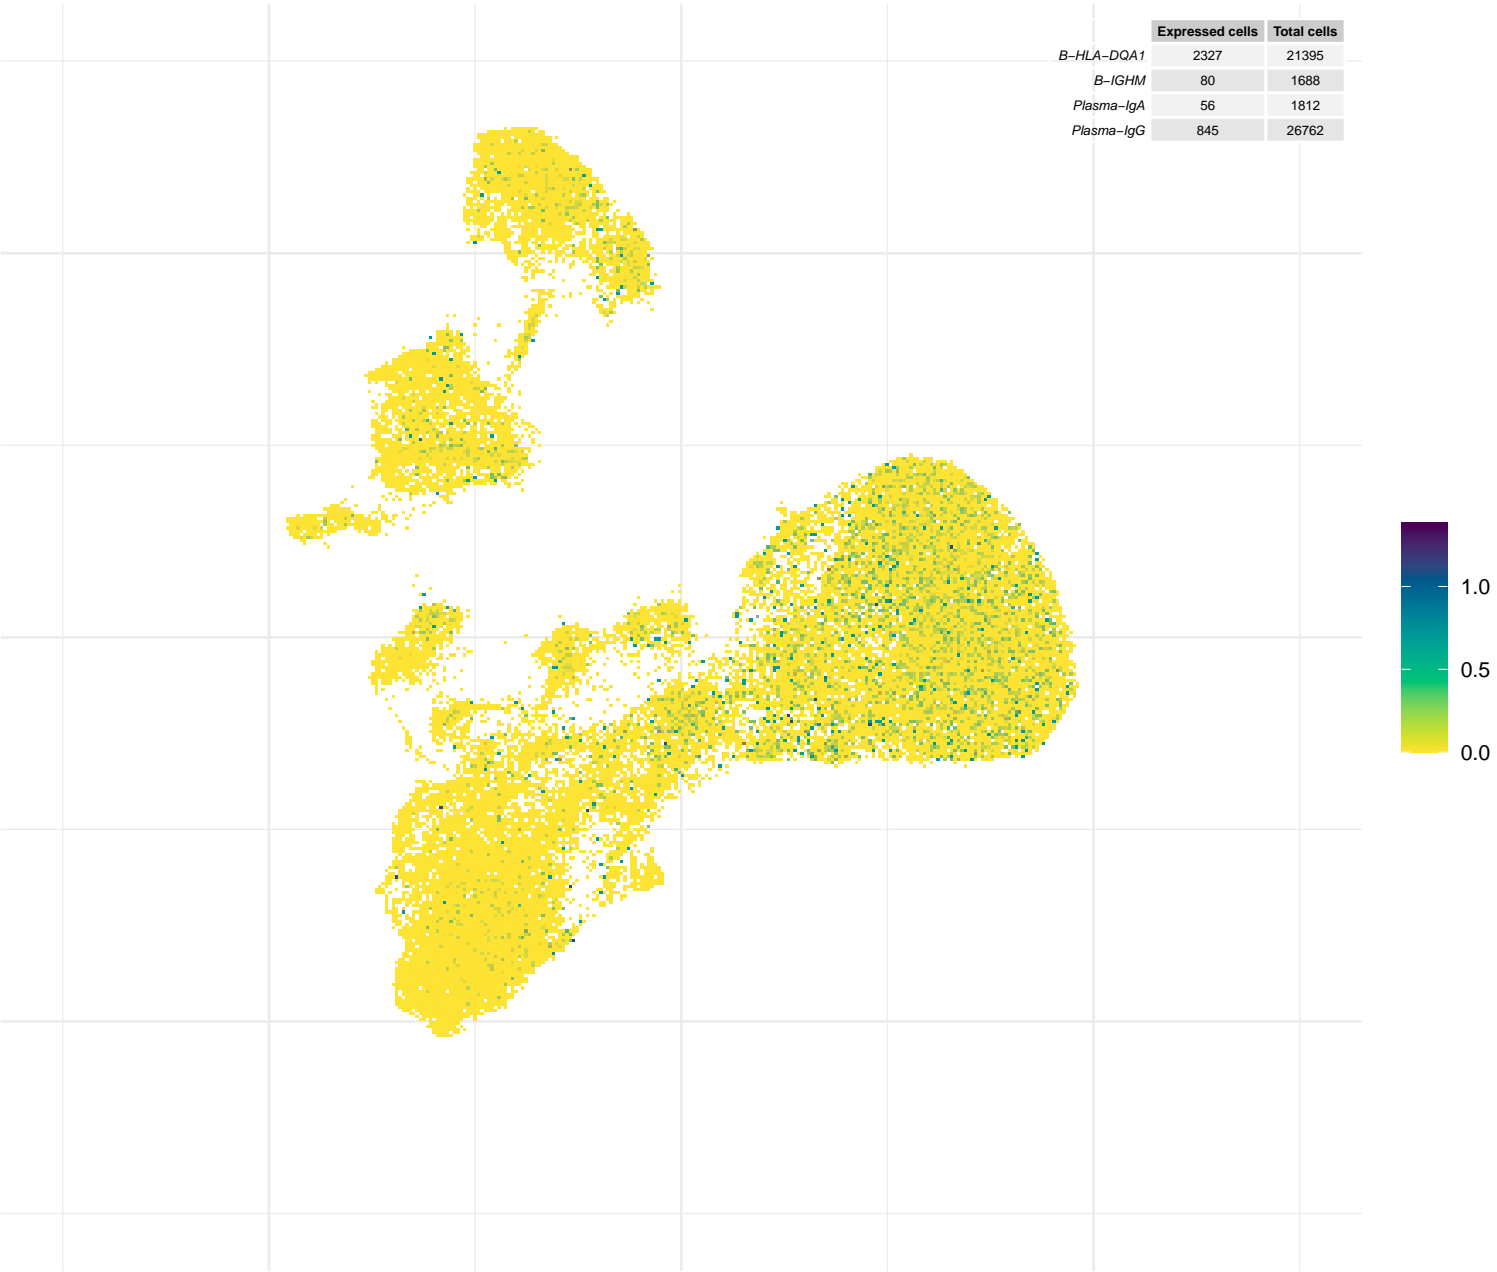 Expressed cells Total cells
B−HLA−DQA1 2327 21395
B−IGHM 80 1688
Plasma−IgA 56 1812
Plasma−IgG 845 26762
1.0
0.5
0.0